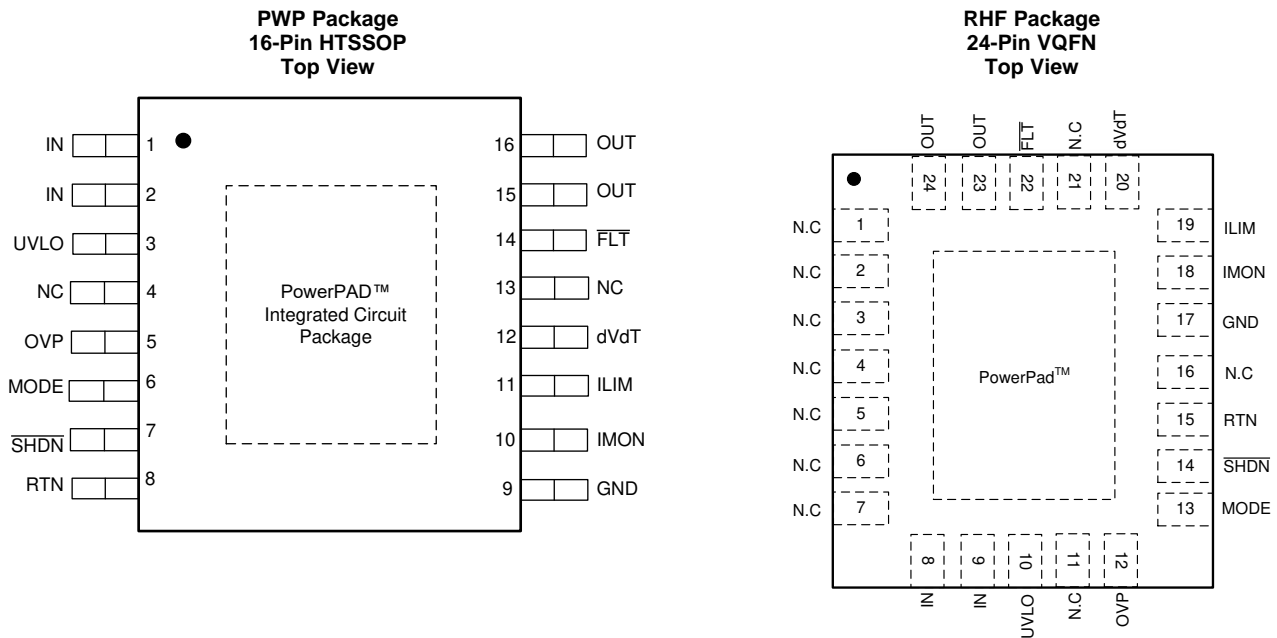 PWP Package
16-Pin HTSSOP
Top View
IN 1
IN 2
UVLO 3
NC 4
OVP 5
MODE 6
SHDN 7
RTN 8
PowerPAD™
Integrated Circuit
Package
16 OUT
15 OUT
14 FLT
13 NC
12 dVdT
11 ILIM
10 IMON
9 GND
RHF Package
24-Pin VQFN
Top View
OUT 24
OUT 23
FLT 22
N.C 21
dVdT 20
N.C 1
N.C 2
N.C 3
N.C 4
N.C 5
N.C 6
N.C 7
PowerPad™
19 ILIM
18 IMON
17 GND
16 N.C
15 RTN
14 SHDN
13 MODE
8 IN
9 IN
10 UVLO
11 N.C
12 OVP